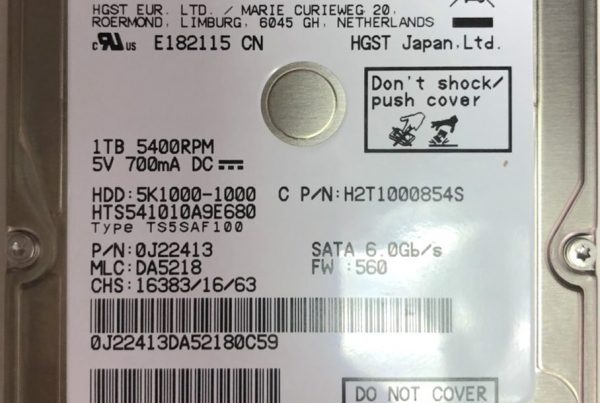 HGST EUR. LTD. / MARIE CURIEWEG 20,
ROERMOND, LIMBURG, 6045 GH, NETHERLANDS
c RU us E182115 CN
HGST Japan,Ltd.
Don't shock/
push cover
1TB 5400RPM
5V 700mA DC
HDD:5K1000-1000 C P/N:H2T1000854S
HTS541010A9E680
Type TS5SAF100
P/N:0J22413 SATA 6.0Gb/s
MLC:DA5218 FW :560
CHS:16383/16/63
0J22413DA52180C59
DO NOT COVER